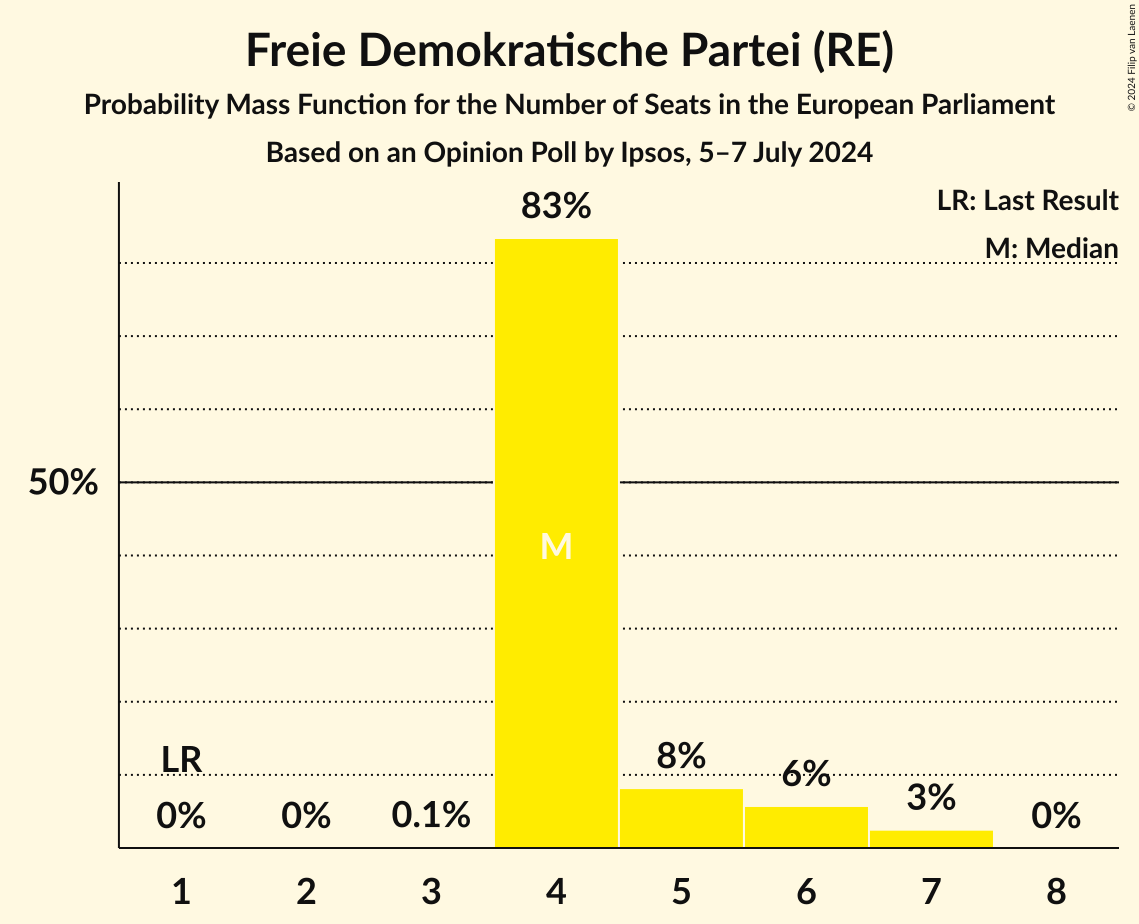 Freie Demokratische Partei (RE)
Probability Mass Function for the Number of Seats in the European Parliament
Based on an Opinion Poll by Ipsos, 5–7 July 2024
© 2024 Filip van Laenen
LR: Last Result
M: Median
83%
50%
M
LR
0%
0%
0.1%
8%
6%
3%
0%
1
2
3
4
5
6
7
8